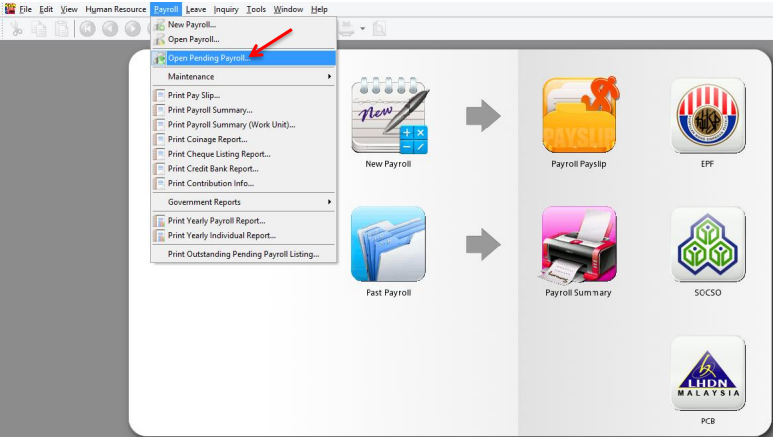 File Edit View Human Resource Payroll Leave Inquiry Tools Window Help
New Payroll...
Open Payroll...
Open Pending Payroll...
Maintenance
Print Pay Slip...
Print Payroll Summary...
Print Payroll Summary (Work Unit)...
Print Coinage Report...
Print Cheque Listing Report...
Print Credit Bank Report...
Print Contribution Info...
Government Reports
Print Yearly Payroll Report...
Print Yearly Individual Report...
Print Outstanding Pending Payroll Listing...
New
PAYSLIP
KWSP
New Payroll
Payroll Payslip
EPF
Past Payroll
Payroll Summary
SOCSO
LHDN
MALAYSIA
PCB